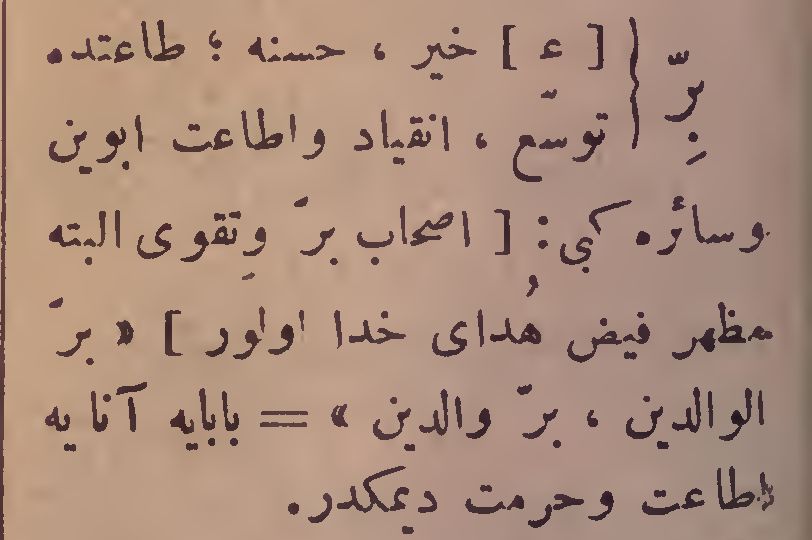 برّ { [ ء ] خیر ، حسنه ؛ طاعتده
توسّع ، انقیاد واطاعت ابوین
وسائره کبی : [ اصحاب برّ وتقوی البته
مظهر فیض هُدای خدا اولور ] « برّ
الوالدین ، برّ والدین » = بابایه آنایه
اطاعت وحرمت دیمکدر.